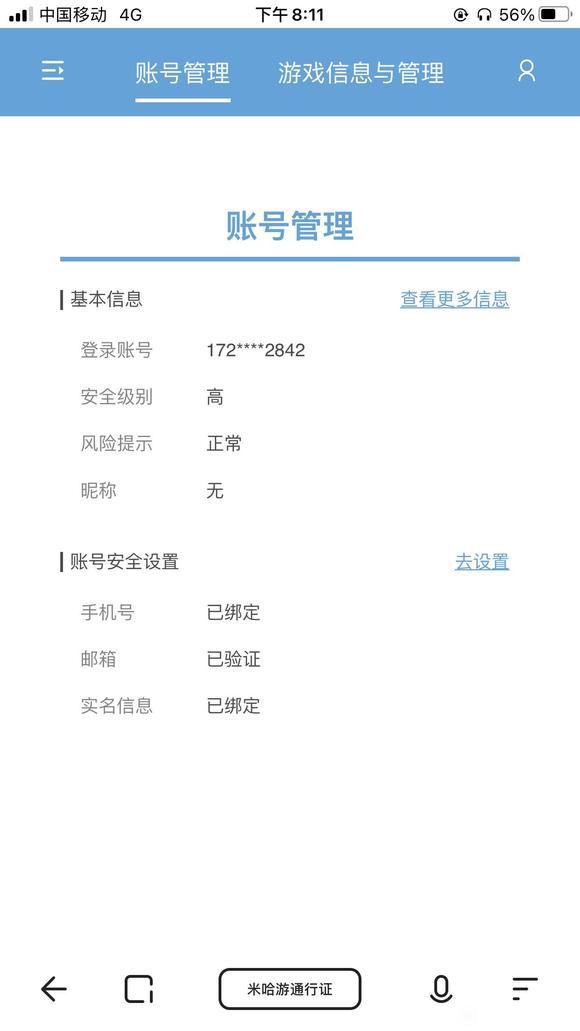 中国移动 4G 下午 8:11 56%
账号管理 游戏信息与管理
账号管理
基本信息 查看更多信息
登录账号 172****2842
安全级别 高
风险提示 正常
昵称 无
账号安全设置 去设置
手机号 已绑定
邮箱 已验证
实名信息 已绑定
米哈游通行证